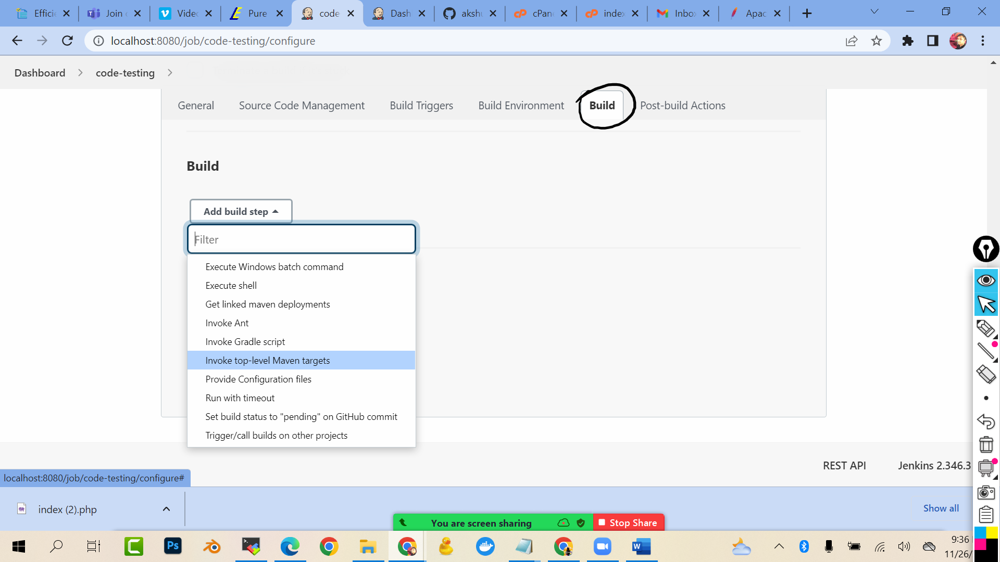 Efficie
Join
Video
Pure
code
Dash
akshu
cPan
index
Inbo
Apac
localhost:8080/job/code-testing/configure
Dashboard
code-testing
General
Source Code Management
Build Triggers
Build Environment
Build
Post-build Actions
Build
Add build step
Filter
Execute Windows batch command
Execute shell
Get linked maven deployments
Invoke Ant
Invoke Gradle script
Invoke top-level Maven targets
Provide Configuration files
Run with timeout
Set build status to "pending" on GitHub commit
Trigger/call builds on other projects
REST API
Jenkins 2.346.3
localhost:8080/job/code-testing/configure#
index (2).php
Show all
You are screen sharing
Stop Share
Ps
W
9:36
11/26/